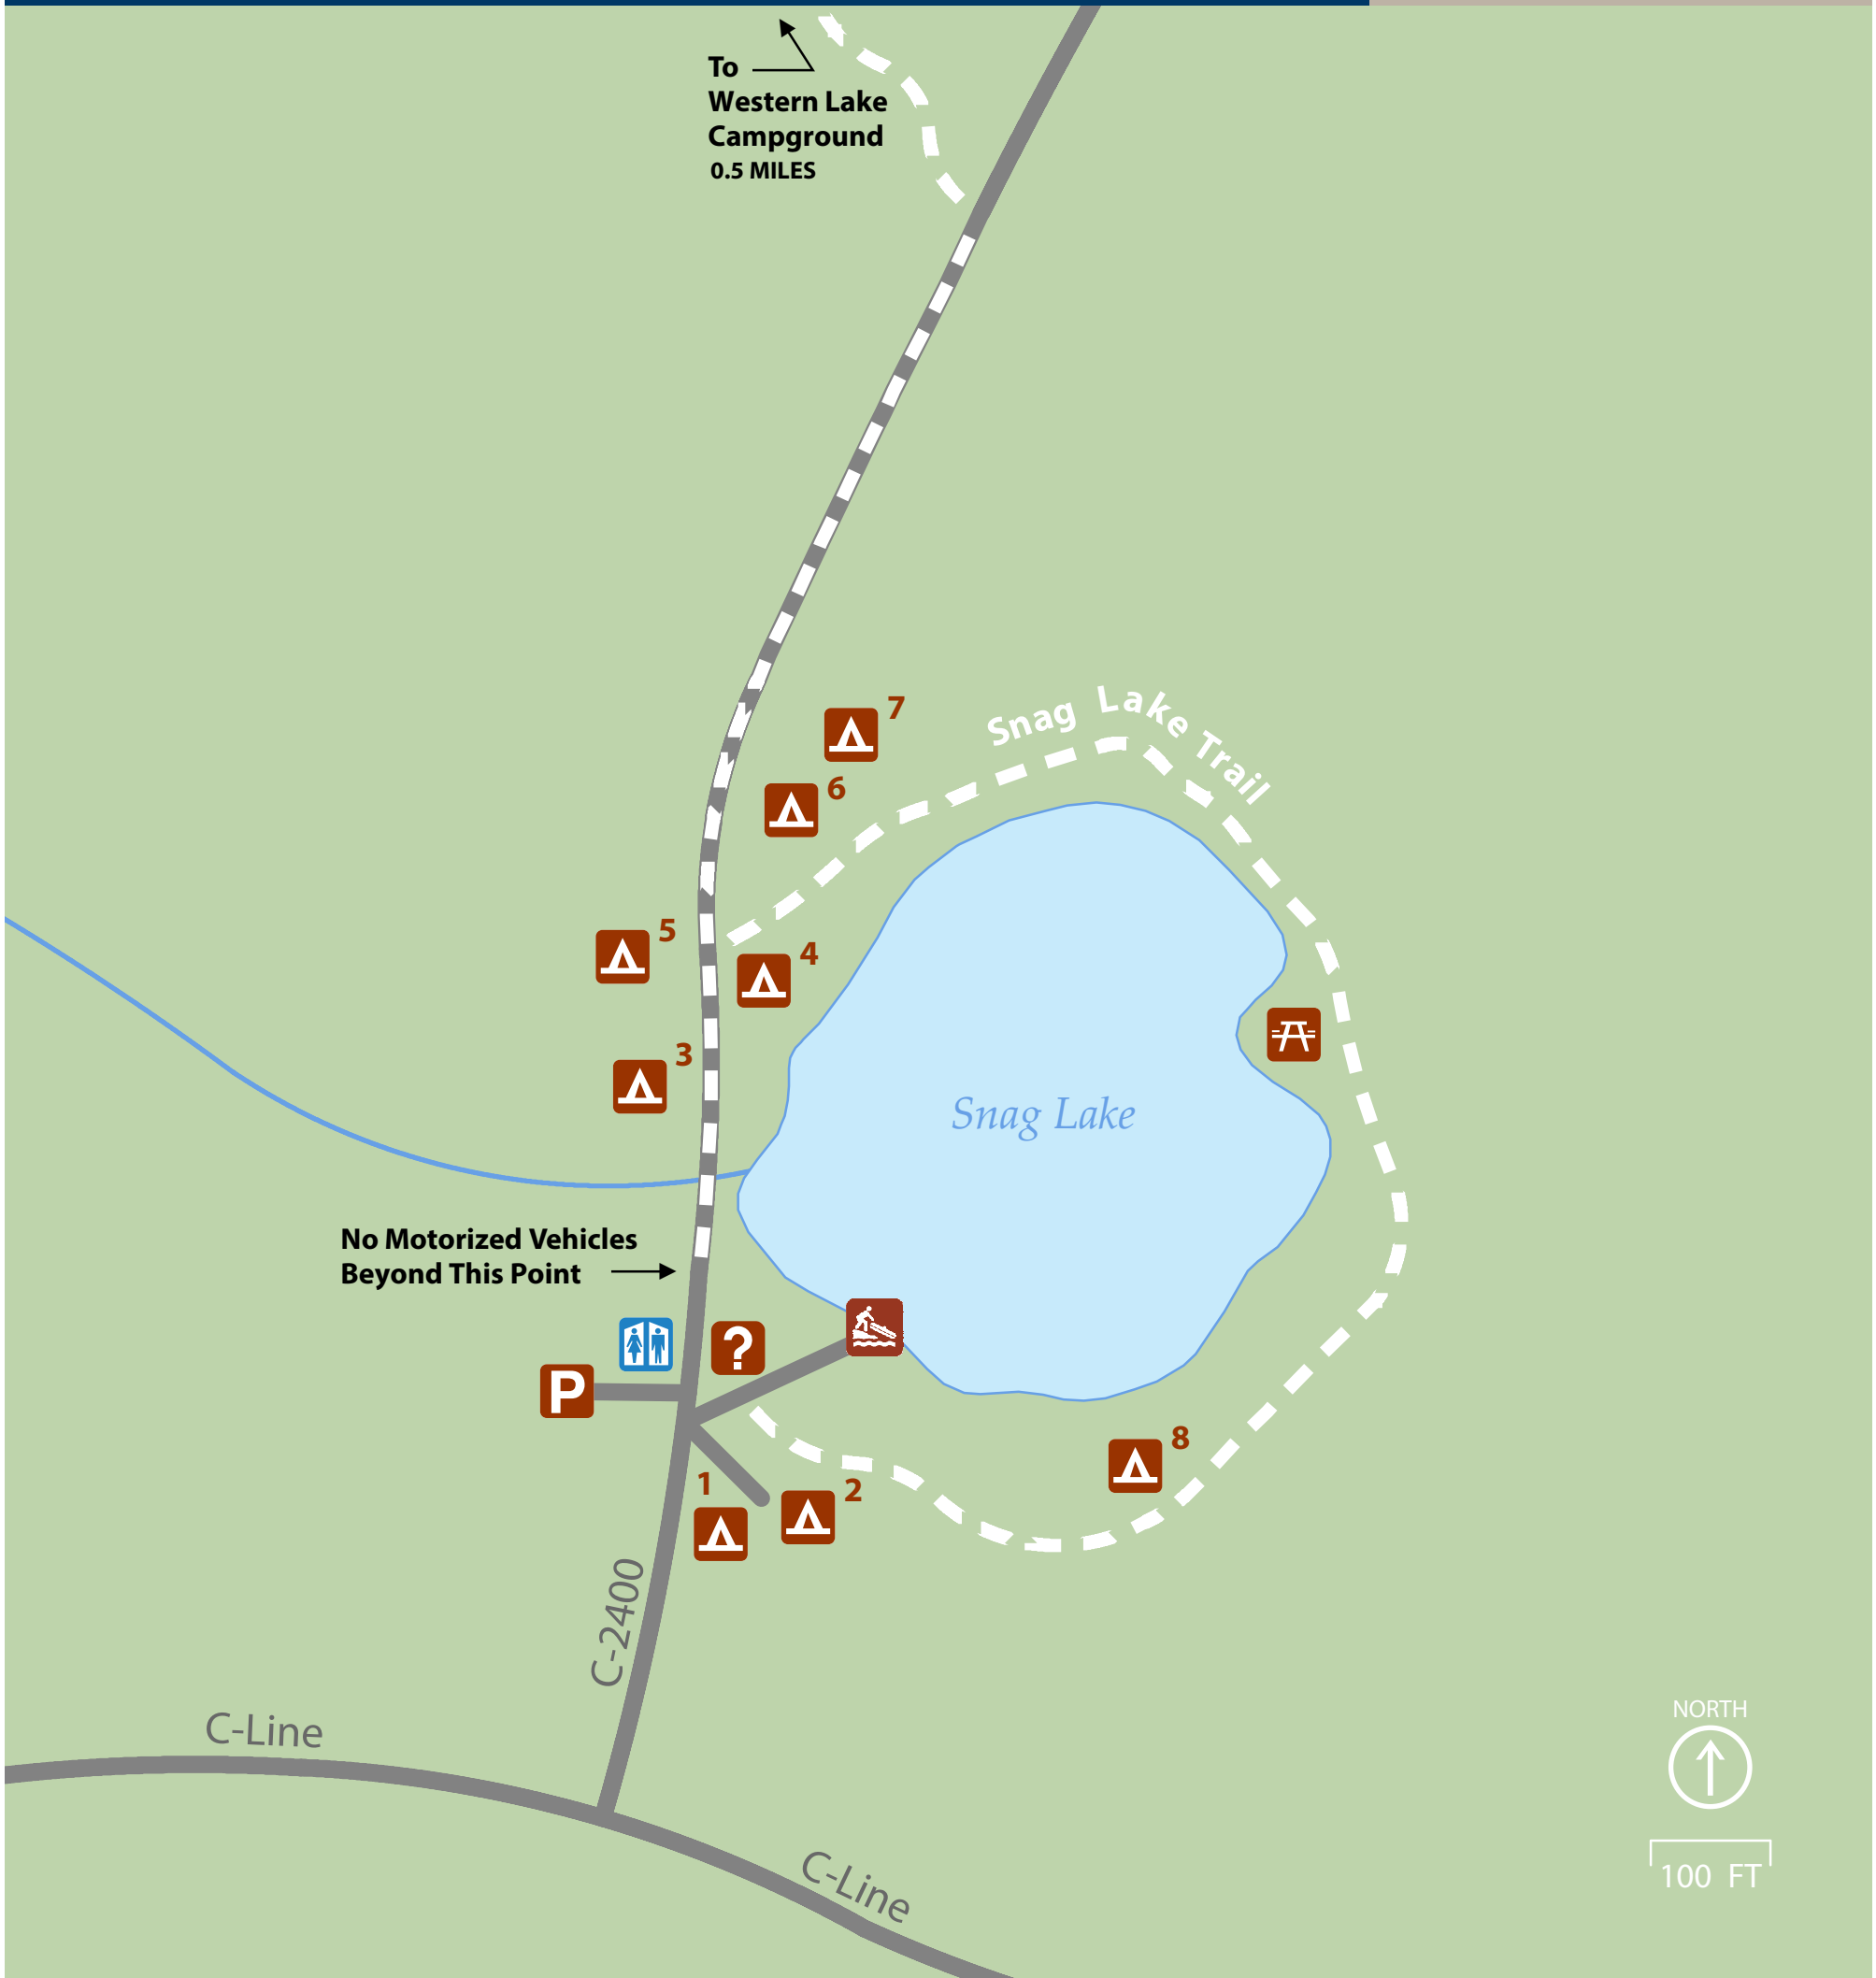 To
Western Lake
Campground
0.5 MILES
Snag Lake Trail
7
6
5
4
3
Snag Lake
No Motorized Vehicles
Beyond This Point
?
P
8
1
2
C-2400
C-Line
C-Line
NORTH
100 FT